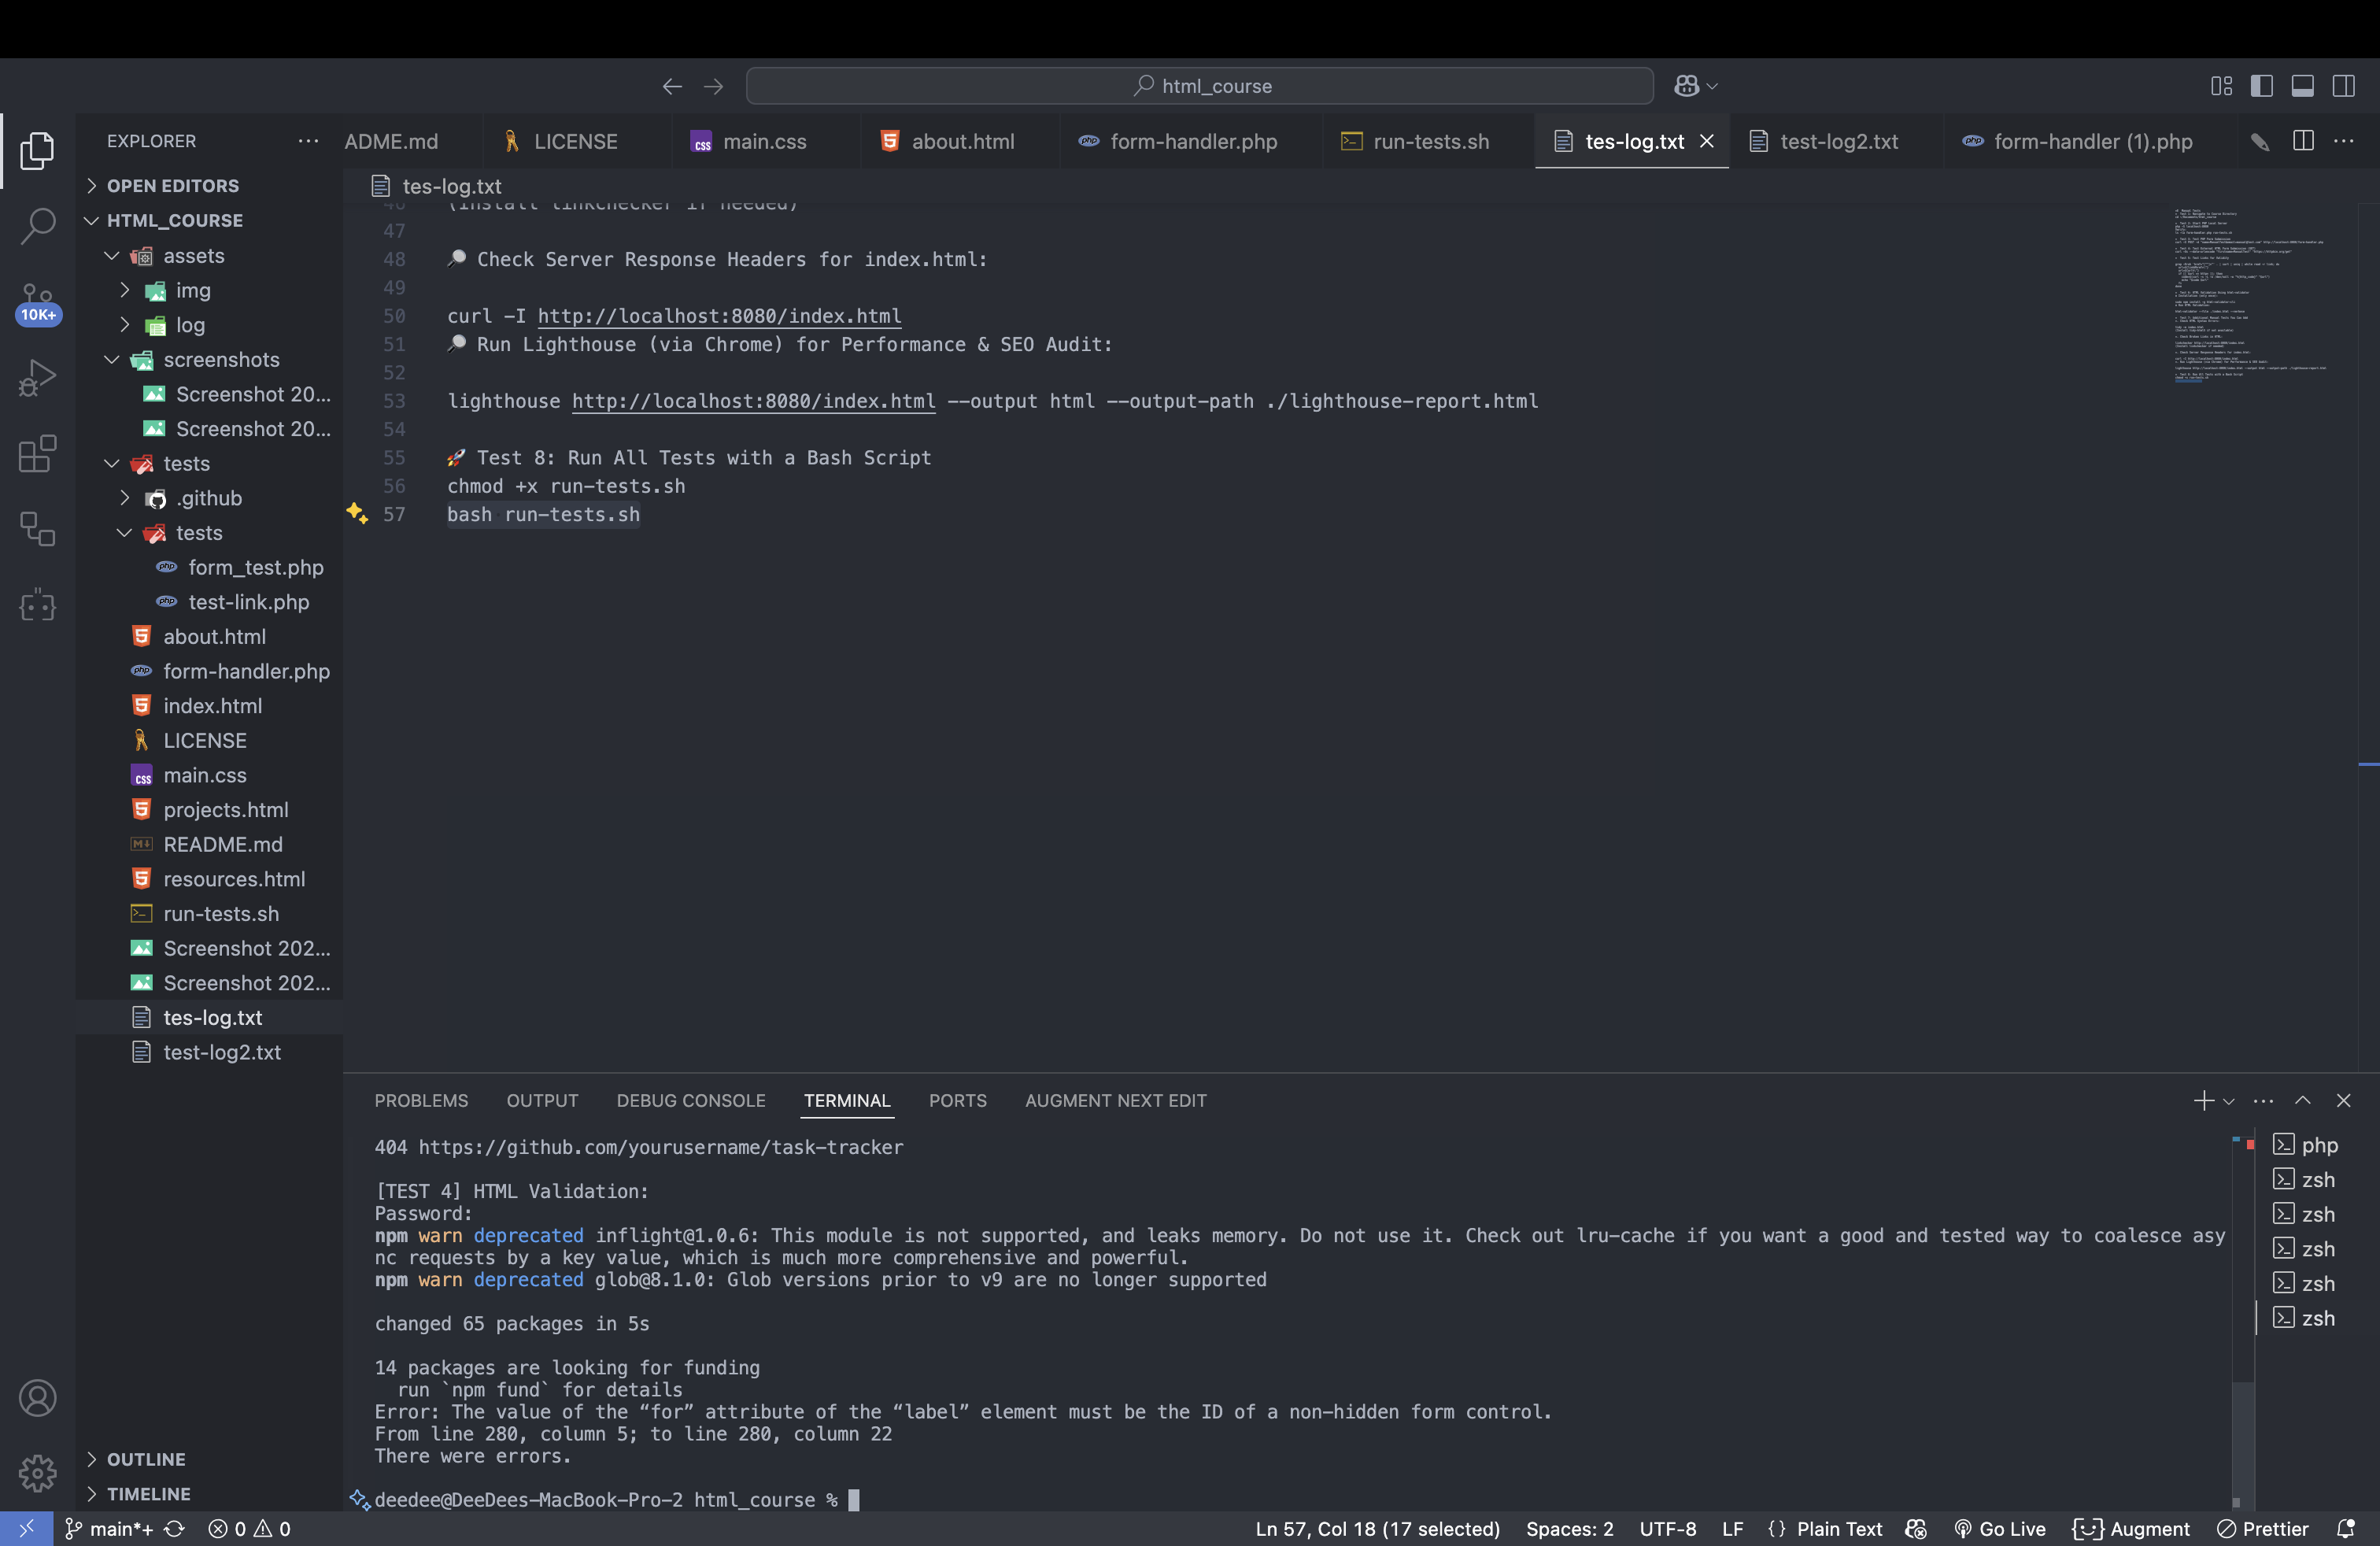 html_course
EXPLORER
ADME.md
LICENSE
main.css
about.html
form-handler.php
run-tests.sh
tes-log.txt
test-log2.txt
form-handler (1).php
tes-log.txt
OPEN EDITORS
HTML_COURSE
assets
img
log
screenshots
Screenshot 20...
Screenshot 20...
tests
.github
tests
form_test.php
test-link.php
about.html
form-handler.php
index.html
LICENSE
main.css
projects.html
README.md
resources.html
run-tests.sh
Screenshot 202...
Screenshot 202...
tes-log.txt
test-log2.txt
OUTLINE
TIMELINE
10K+
46 (Install linkchecker if needed)
47
48 🔎 Check Server Response Headers for index.html:
49
50 curl -I http://localhost:8080/index.html
51 🔎 Run Lighthouse (via Chrome) for Performance & SEO Audit:
52
53 lighthouse http://localhost:8080/index.html --output html --output-path ./lighthouse-report.html
54
55 🚀 Test 8: Run All Tests with a Bash Script
56 chmod +x run-tests.sh
57 bash run-tests.sh
PROBLEMS OUTPUT DEBUG CONSOLE TERMINAL PORTS AUGMENT NEXT EDIT
404 https://github.com/yourusername/task-tracker
[TEST 4] HTML Validation:
Password:
npm warn deprecated inflight@1.0.6: This module is not supported, and leaks memory. Do not use it. Check out lru-cache if you want a good and tested way to coalesce asy
nc requests by a key value, which is much more comprehensive and powerful.
npm warn deprecated glob@8.1.0: Glob versions prior to v9 are no longer supported
changed 65 packages in 5s
14 packages are looking for funding
run `npm fund` for details
Error: The value of the “for” attribute of the “label” element must be the ID of a non-hidden form control.
From line 280, column 5; to line 280, column 22
There were errors.
deedee@DeeDees-MacBook-Pro-2 html_course %
php
zsh
zsh
zsh
zsh
zsh
main*+ 0 0 Ln 57, Col 18 (17 selected) Spaces: 2 UTF-8 LF {} Plain Text Go Live Augment Prettier